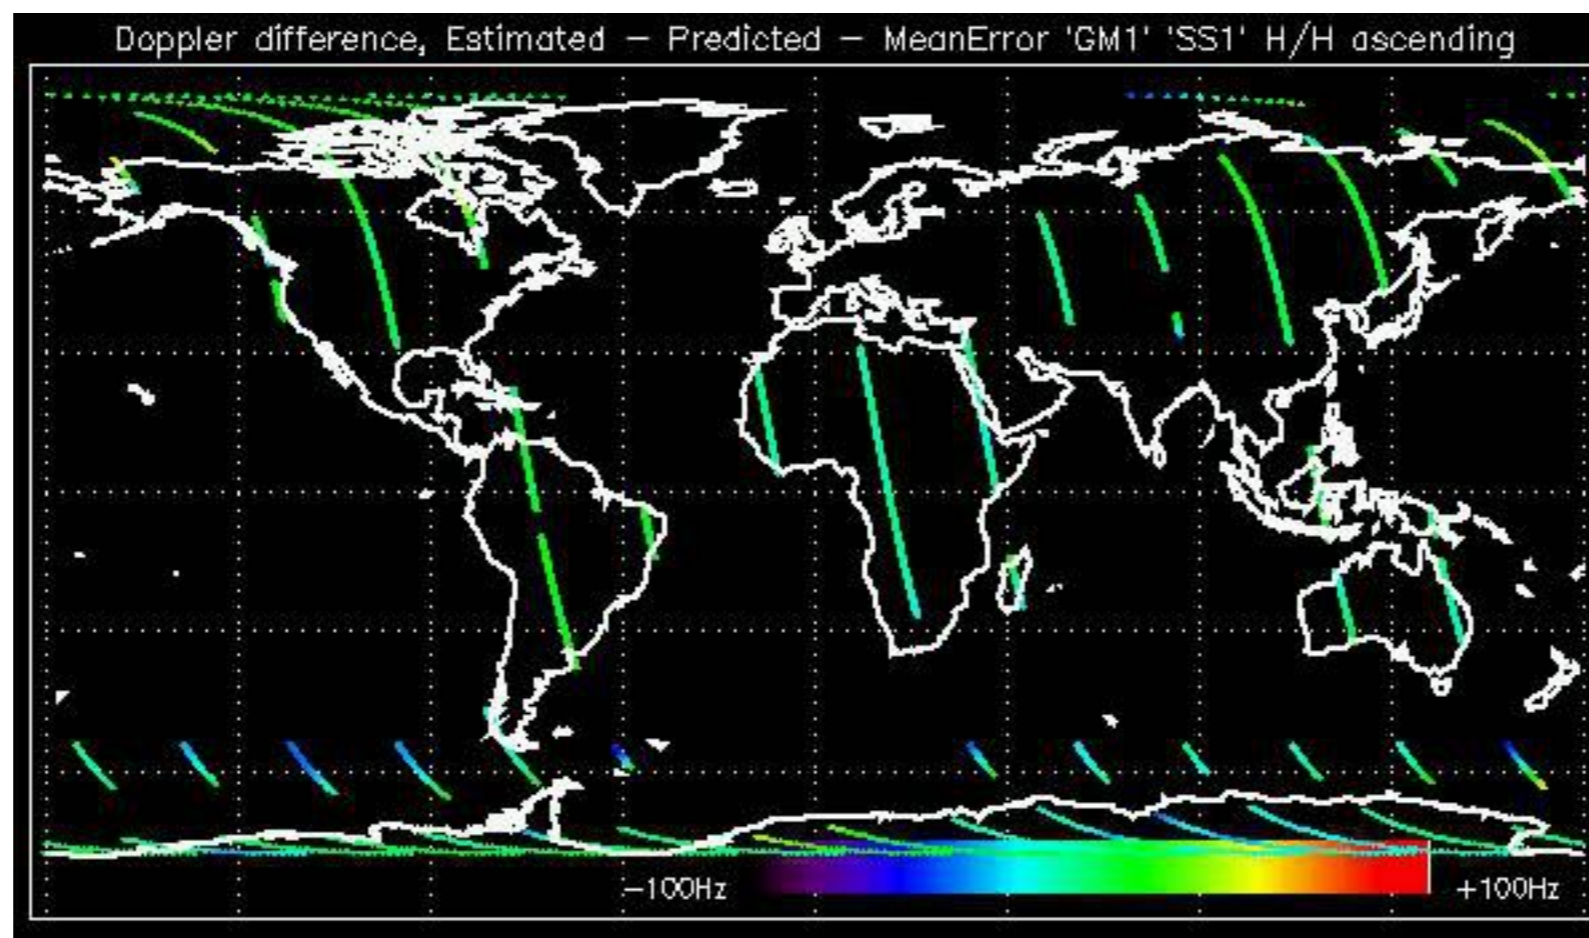 Doppler difference, Estimated — Predicted — MeanError 'GM1' 'SS1' H/H ascending
-100Hz
+100Hz